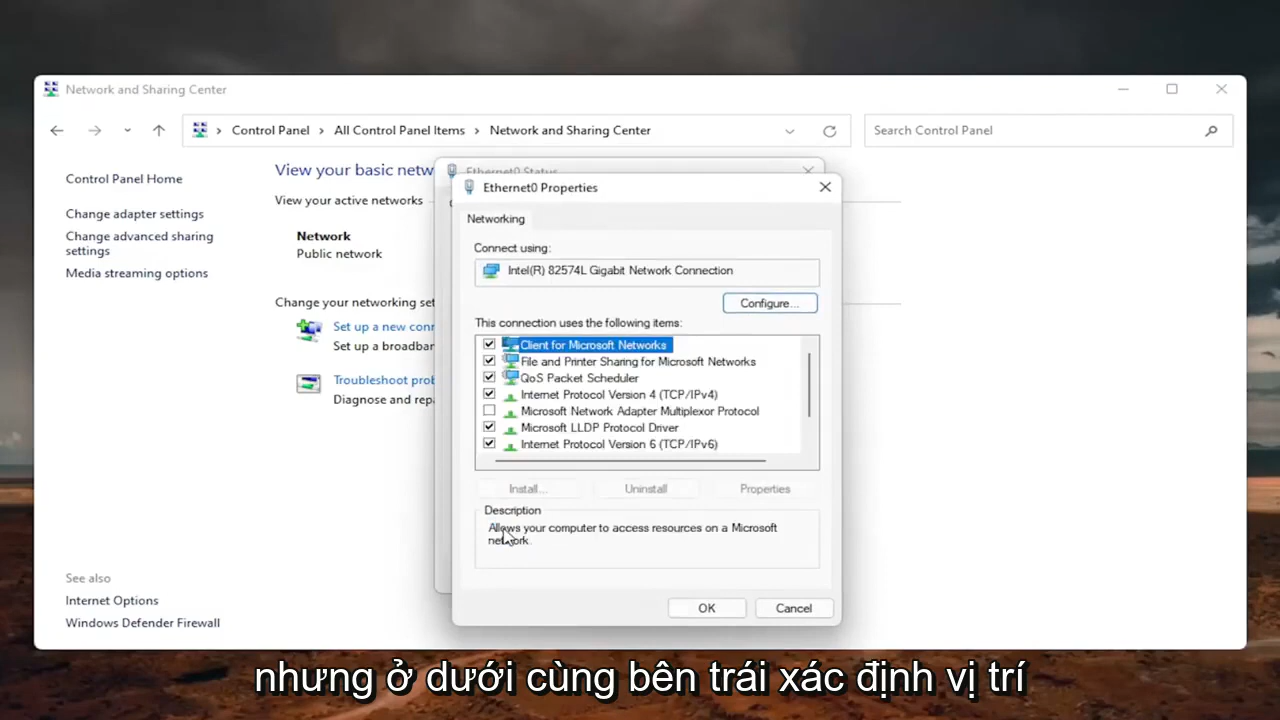 Network and Sharing Center
Control Panel > All Control Panel Items > Network and Sharing Center
Search Control Panel
Control Panel Home
Change adapter settings
Change advanced sharing
settings
Media streaming options
See also
Internet Options
Windows Defender Firewall
View your basic netw
View your active networks
Network
Public network
Change your networking set
Set up a new conn
Set up a broadban
Troubleshoot prob
Diagnose and repa
Ethernet0 Status
Ethernet0 Properties
Networking
Connect using:
Intel(R) 82574L Gigabit Network Connection
Configure...
This connection uses the following items:
Client for Microsoft Networks
File and Printer Sharing for Microsoft Networks
QoS Packet Scheduler
Internet Protocol Version 4 (TCP/IPv4)
Microsoft Network Adapter Multiplexor Protocol
Microsoft LLDP Protocol Driver
Internet Protocol Version 6 (TCP/IPv6)
Install... Uninstall Properties
Description
Allows your computer to access resources on a Microsoft
network.
OK Cancel
nhưng ở dưới cùng bên trái xác định vị trí